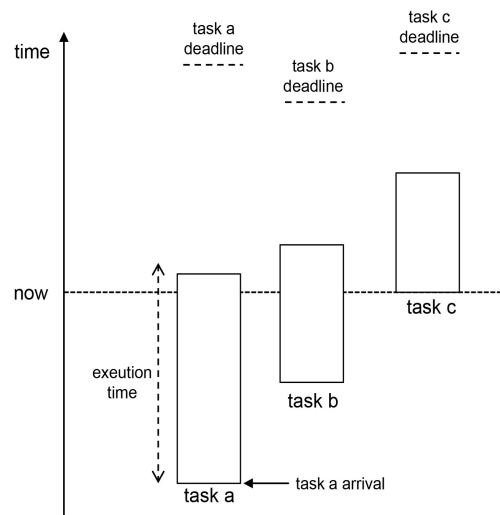 task c
deadline
task a
deadline
time
task b
deadline
now
task c
exeution
time
task b
task a
task a arrival